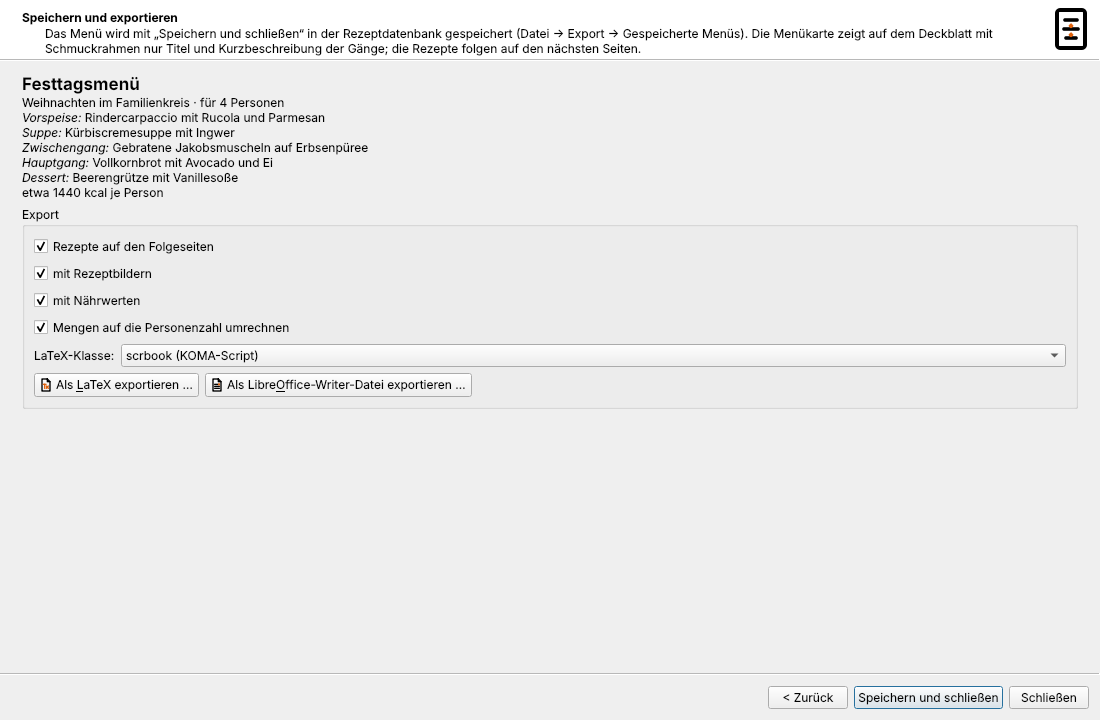 Speichern und exportieren
Das Menü wird mit „Speichern und schließen“ in der Rezeptdatenbank gespeichert (Datei → Export → Gespeicherte Menüs). Die Menükarte zeigt auf dem Deckblatt mit
Schmuckrahmen nur Titel und Kurzbeschreibung der Gänge; die Rezepte folgen auf den nächsten Seiten.
Festtagsmenü
Weihnachten im Familienkreis · für 4 Personen
Vorspeise: Rindercarpaccio mit Rucola und Parmesan
Suppe: Kürbiscremesuppe mit Ingwer
Zwischengang: Gebratene Jakobsmuscheln auf Erbsenpüree
Hauptgang: Vollkornbrot mit Avocado und Ei
Dessert: Beerengrütze mit Vanillesoße
etwa 1440 kcal je Person
Export
Rezepte auf den Folgeseiten
mit Rezeptbildern
mit Nährwerten
Mengen auf die Personenzahl umrechnen
LaTeX-Klasse: scrbook (KOMA-Script)
Als LaTeX exportieren ... Als LibreOffice-Writer-Datei exportieren ...
< Zurück Speichern und schließen Schließen